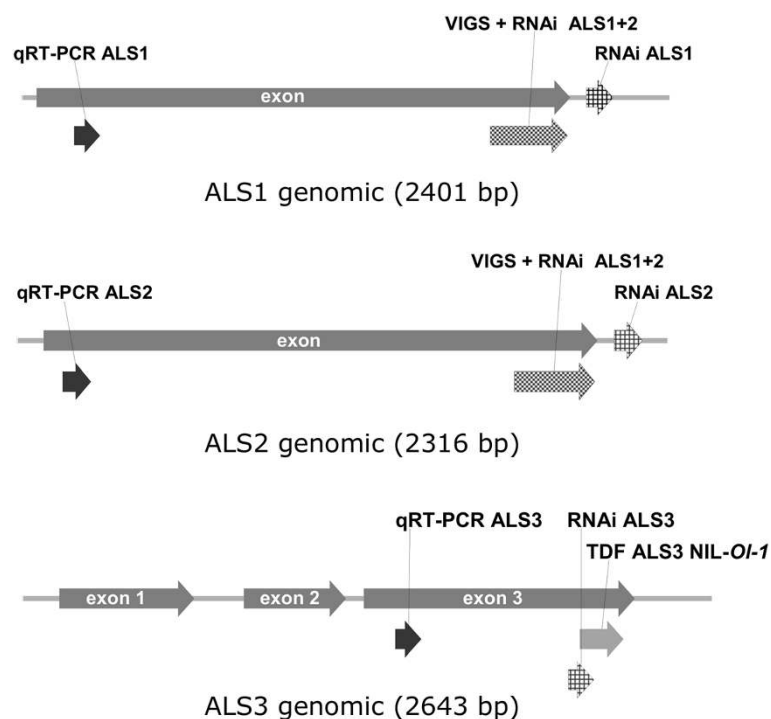 VIGS + RNAi ALS1+2
qRT-PCR ALS1
RNAi ALS1
exon
ALS1 genomic (2401 bp)
VIGS + RNAi ALS1+2
qRT-PCR ALS2
RNAi ALS2
exon
ALS2 genomic (2316 bp)
qRT-PCR ALS3
RNAi ALS3
TDF ALS3 NIL-Ol-1
exon 1
exon 2
exon 3
ALS3 genomic (2643 bp)